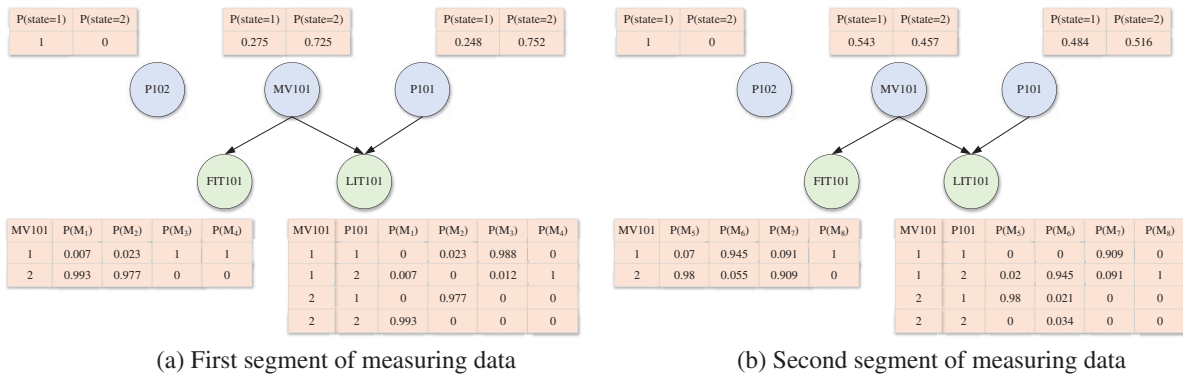 P(state=1) P(state=2)
1 0
P(state=1) P(state=2)
0.275 0.725
P(state=1) P(state=2)
0.248 0.752
P102
MV101
P101
FIT101
LIT101
MV101 P(M₁) P(M₂) P(M₃) P(M₄)
1 0.007 0.023 1 1
2 0.993 0.977 0 0
MV101 P101 P(M₁) P(M₂) P(M₃) P(M₄)
1 1 0 0.023 0.988 0
1 2 0.007 0 0.012 1
2 1 0 0.977 0 0
2 2 0.993 0 0 0
(a) First segment of measuring data
P(state=1) P(state=2)
1 0
P(state=1) P(state=2)
0.543 0.457
P(state=1) P(state=2)
0.484 0.516
P102
MV101
P101
FIT101
LIT101
MV101 P(M₅) P(M₆) P(M₇) P(M₈)
1 0.07 0.945 0.091 1
2 0.98 0.055 0.909 0
MV101 P101 P(M₅) P(M₆) P(M₇) P(M₈)
1 1 0 0 0.909 0
1 2 0.02 0.945 0.091 1
2 1 0.98 0.021 0 0
2 2 0 0.034 0 0
(b) Second segment of measuring data